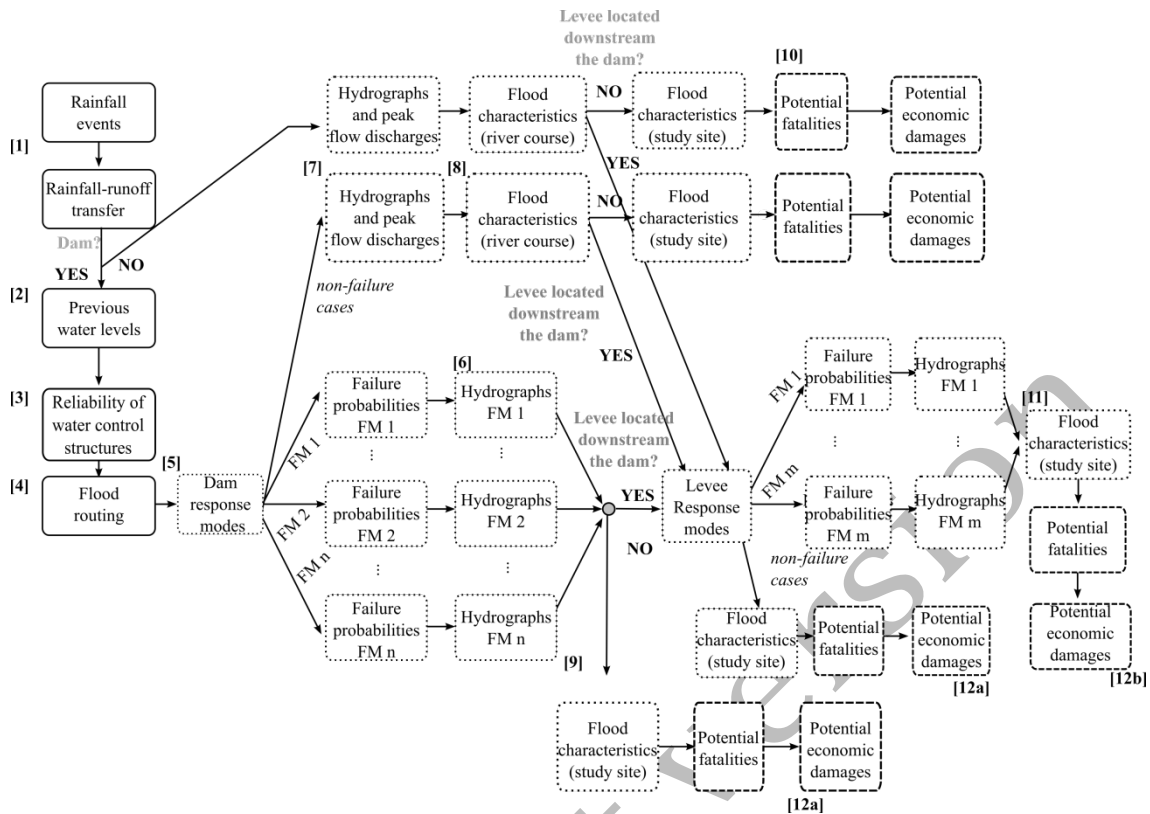 Levee located
downstream
the dam?
[10]
Rainfall
events
Hydrographs
and peak
flow discharges
Flood
characteristics
(river course)
NO
Flood
characteristics
(study site)
Potential
fatalities
Potential
economic
damages
[1]
YES
[7]
[8]
Rainfall-runoff
transfer
Hydrographs
and peak
flow discharges
Flood
characteristics
(river course)
NO
Flood
characteristics
(study site)
Potential
fatalities
Potential
economic
damages
Dam?
YES
NO
[2]
Previous
water levels
non-failure
cases
Levee located
downstream
the dam?
YES
[3]
Reliability of
water control
structures
[4]
Flood
routing
[5]
Dam
response
modes
FM 1
FM 2
FM n
Failure
probabilities
FM 1
[6]
Hydrographs
FM 1
⋮
⋮
Failure
probabilities
FM 2
Hydrographs
FM 2
⋮
⋮
Failure
probabilities
FM n
Hydrographs
FM n
[9]
Levee located
downstream
the dam?
YES
NO
Levee
Response
modes
FM 1
FM m
Failure
probabilities
FM 1
Hydrographs
FM 1
⋮
⋮
Failure
probabilities
FM m
Hydrographs
FM m
[11]
Flood
characteristics
(study site)
Potential
fatalities
Potential
economic
damages
[12b]
non-failure
cases
Flood
characteristics
(study site)
Potential
fatalities
Potential
economic
damages
[12a]
Flood
characteristics
(study site)
Potential
fatalities
Potential
economic
damages
[12a]
version